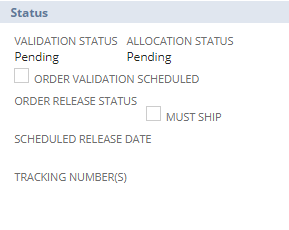 Status
VALIDATION STATUS ALLOCATION STATUS
Pending Pending
ORDER VALIDATION SCHEDULED
ORDER RELEASE STATUS
MUST SHIP
SCHEDULED RELEASE DATE
TRACKING NUMBER(S)